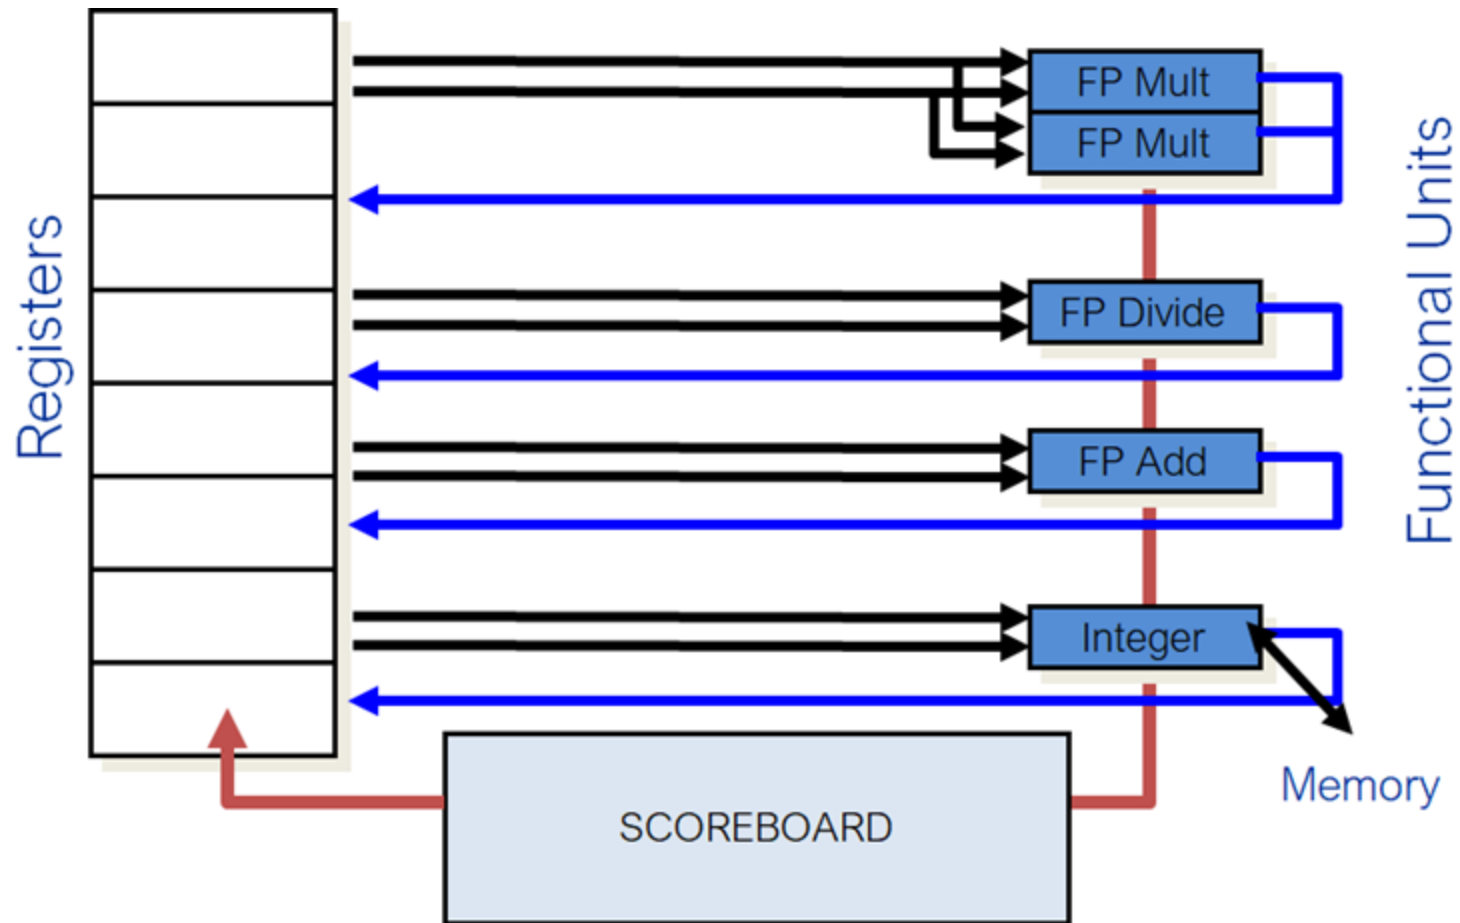 Registers
FP Mult
FP Mult
FP Divide
FP Add
Integer
Functional Units
Memory
SCOREBOARD